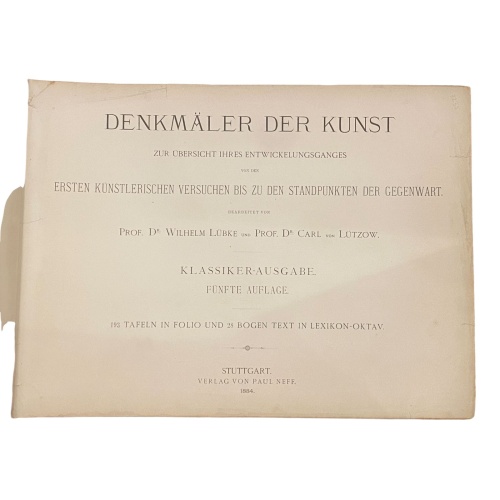 DENKMÄLER DER KUNST
ZUR ÜBERSICHT IHRES ENTWICKELUNGSGANGES
VON DEN
ERSTEN KÜNSTLERISCHEN VERSUCHEN BIS ZU DEN STANDPUNKTEN DER GEGENWART.
BEARBEITET VON
PROF. DR. WILHELM LÜBKE UND PROF. DR. CARL VON LÜTZOW.
KLASSIKER-AUSGABE.
FÜNFTE AUFLAGE.
TAFELN IN FOLIO UND 28 BOGEN TEXT IN LEXIKON-OKTAV.
STUTTGART.
VERLAG VON PAUL NEFF.
1884.